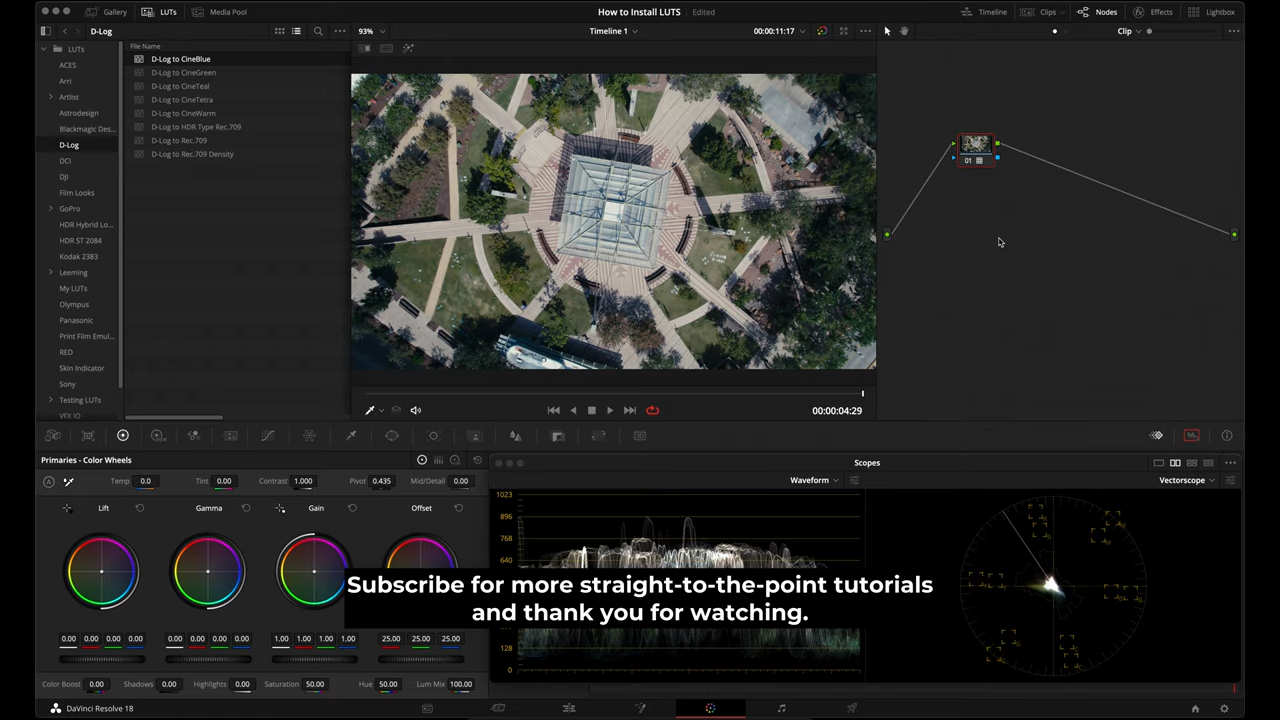 Gallery LUTs Media Pool How to Install LUTS Edited Timeline Clips Nodes Effects Lightbox
D-Log 93% Timeline 1 00:00:11:17 Clip
LUTs
ACES
Arri
Artlist
Astrodesign
Blackmagic Des...
D-Log
DCI
DJI
Film Looks
GoPro
HDR Hybrid Lo...
HDR ST 2084
Kodak 2383
Leeming
My LUTs
Olympus
Panasonic
Print Film Emul...
RED
Skin Indicator
Sony
Testing LUTs
VFX IO
File Name
D-Log to CineBlue
D-Log to CineGreen
D-Log to CineTeal
D-Log to CineTetra
D-Log to CineWarm
D-Log to HDR Type Rec.709
D-Log to Rec.709
D-Log to Rec.709 Density
01
00:00:04:29
Primaries - Color Wheels
Temp 0.0 Tint 0.00 Contrast 1.000 Pivot 0.435 Mid/Detail 0.00
Lift Gamma Gain Offset
0.00 0.00 0.00 0.00 0.00 0.00 0.00 0.00 1.00 1.00 1.00 1.00 25.00 25.00 25.00
Color Boost 0.00 Shadows 0.00 Highlights 0.00 Saturation 50.00 Hue 50.00 Lum Mix 100.00
Scopes
Waveform Vectorscope
1023
896
768
640
128
0
Subscribe for more straight-to-the-point tutorials
and thank you for watching.
DaVinci Resolve 18